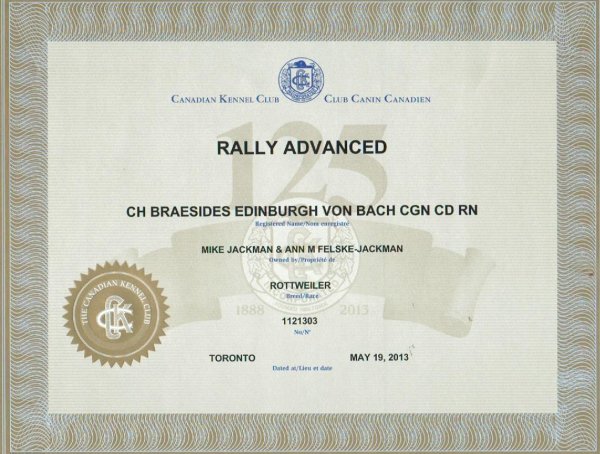 CANADIAN KENNEL CLUB CLUB CANIN CANADIEN
125
RALLY ADVANCED
CH BRAESIDES EDINBURGH VON BACH CGN CD RN
Registered Name/Nom enregistré
MIKE JACKMAN & ANN M FELSKE-JACKMAN
Owned by/Propriété de
ROTTWEILER
Breed/Race
1888 2013
1121303
No/Nº
TORONTO MAY 19, 2013
Dated at/Lieu et date
THE CANADIAN KENNEL CLUB
CKC